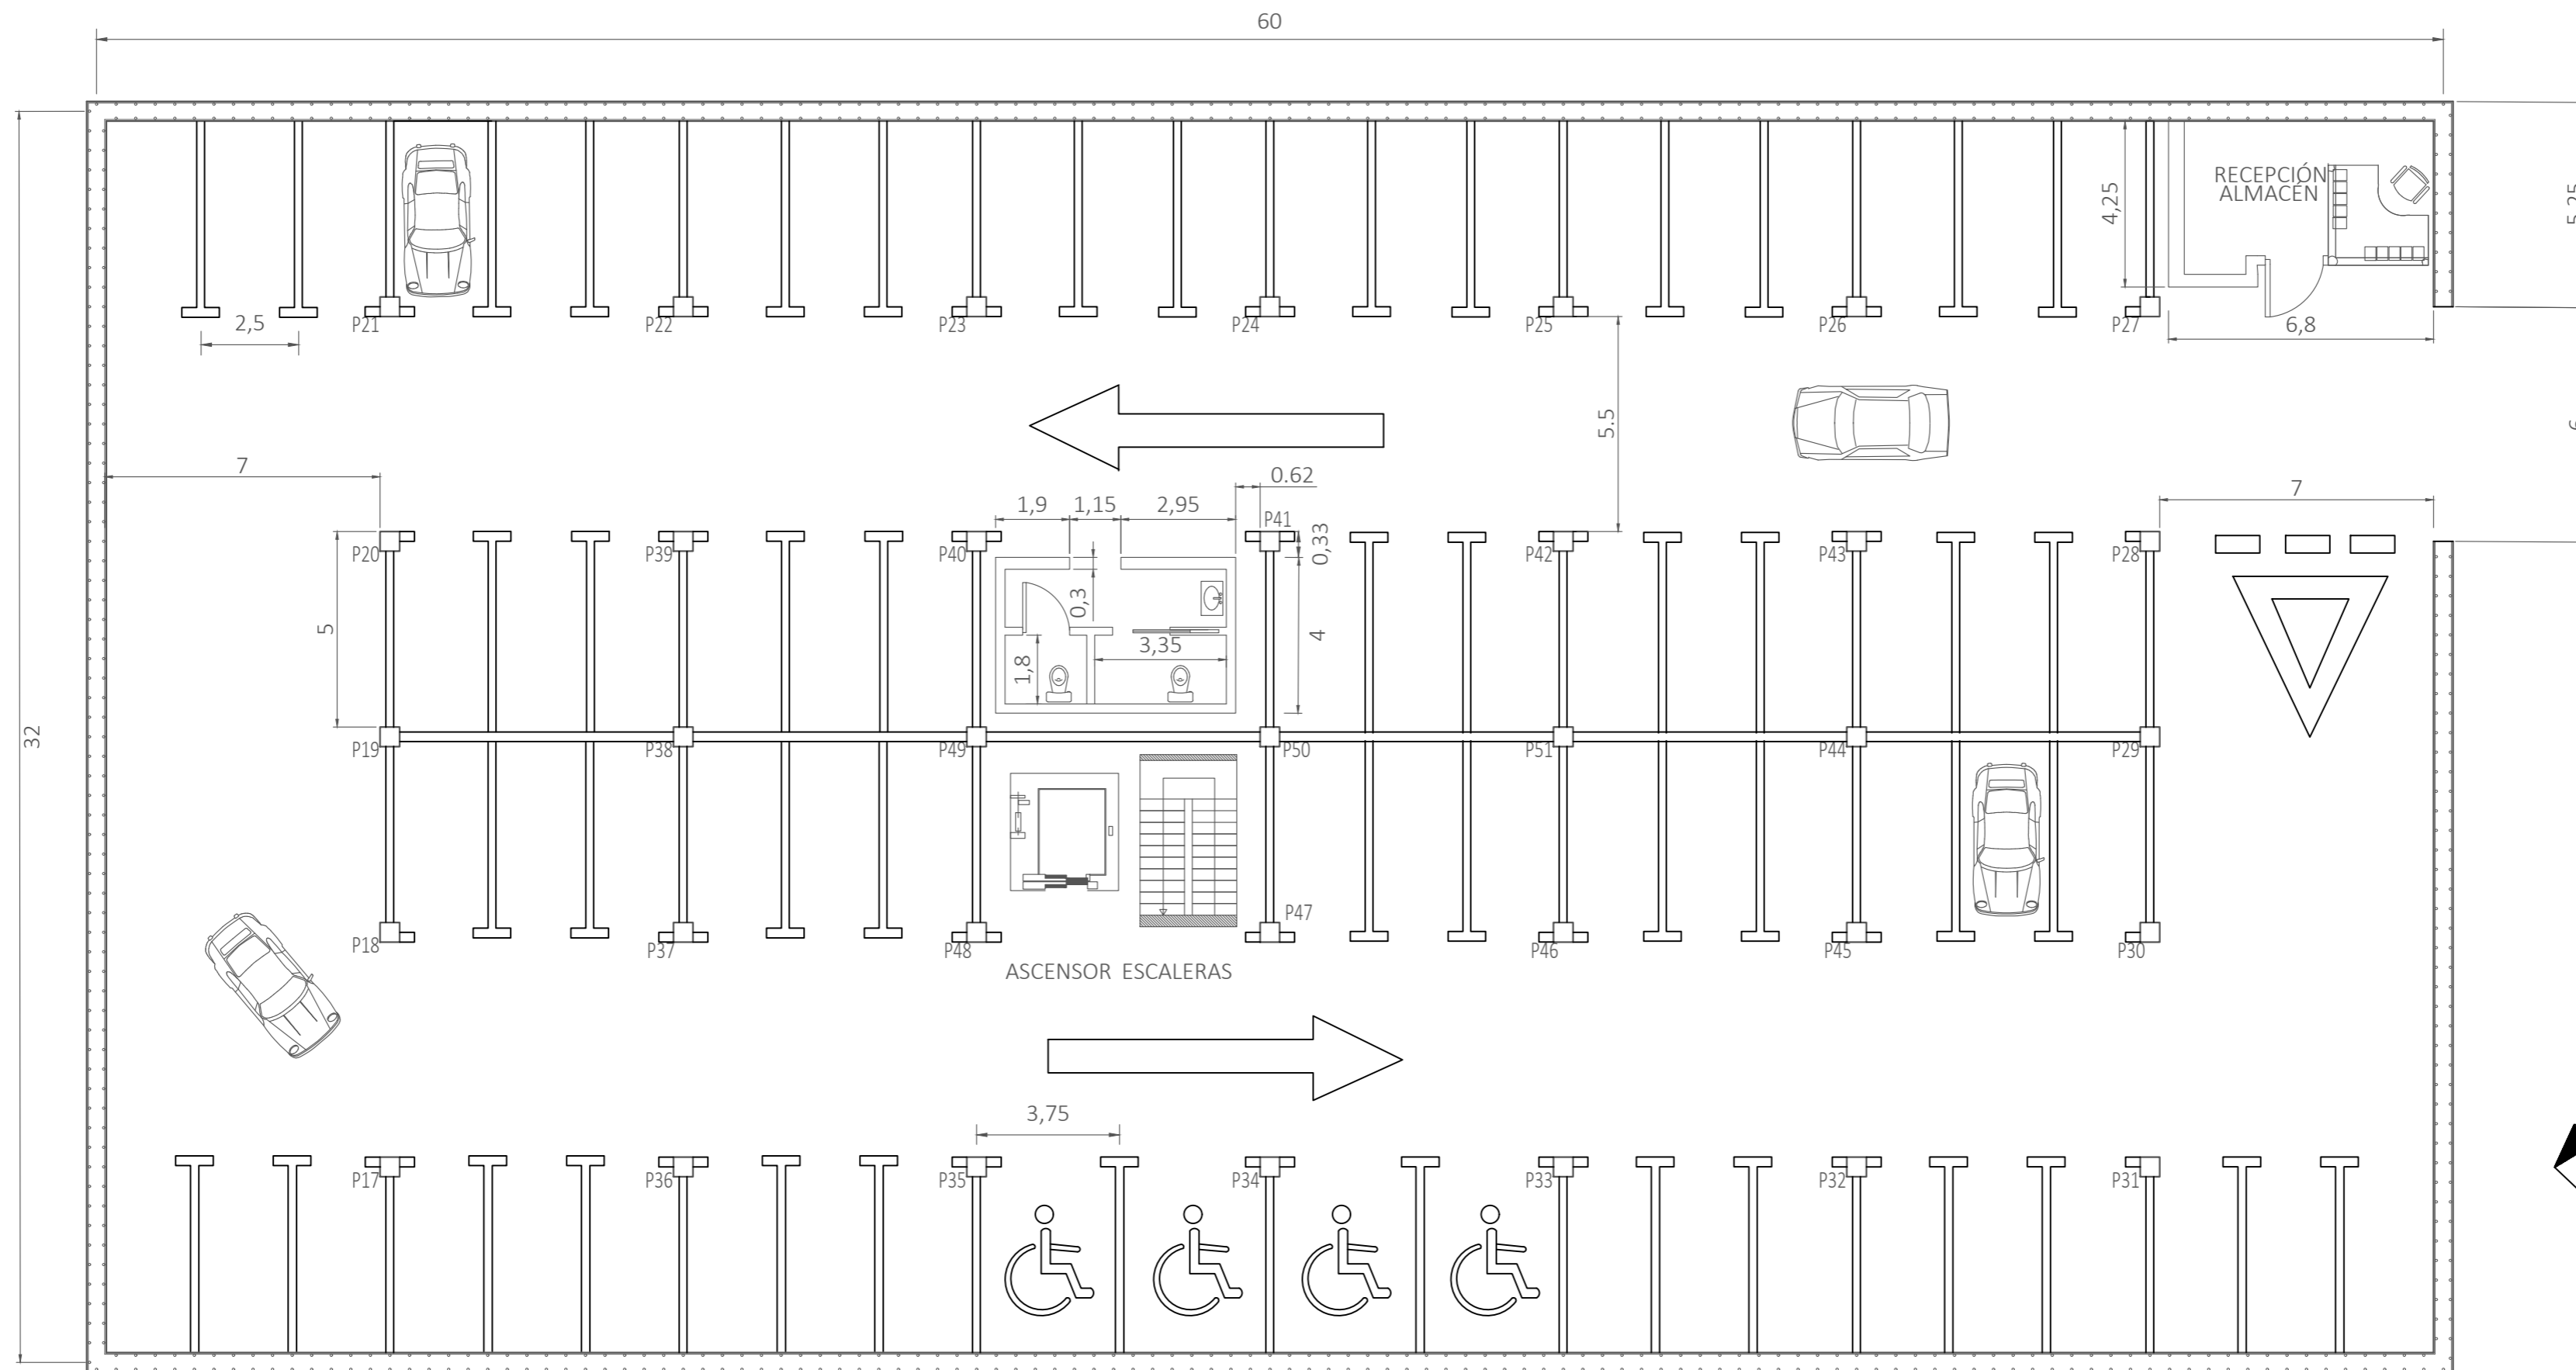 60
RECEPCIÓN
ALMACÉN
4,25
5,25
2,5
P21
P22
P23
P24
P25
P26
P27
6,8
5.5
6
7
0.62
7
1,9
1,15
2,95
P41
0,33
P20
P39
P40
P42
P43
P28
0,3
5
4
3,35
1,8
32
P19
P38
P49
P50
P51
P44
P29
P47
P18
P37
P48
P46
P45
P30
ASCENSOR ESCALERAS
3,75
P17
P36
P35
P34
P33
P32
P31